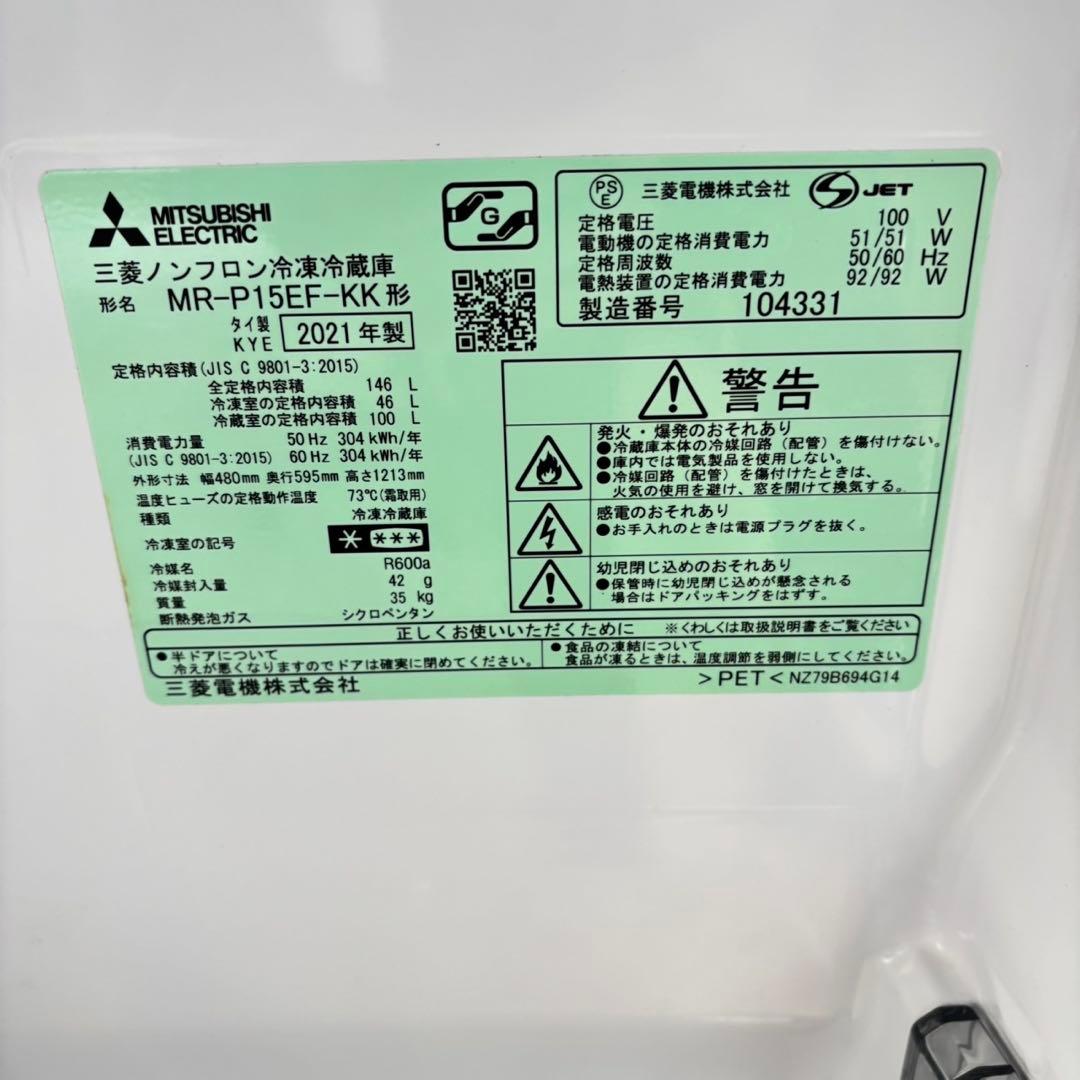 MITSUBISHI
ELECTRIC
三菱ノンフロン冷凍冷蔵庫
形名 MR-P15EF-KK形
タイ製
KYE 2021年製
G
定格内容積(JIS C 9801-3:2015)
全定格内容積 146 L
冷凍室の定格内容積 46 L
冷蔵室の定格内容積 100 L
消費電力量 50Hz 304kWh/年
(JIS C 9801-3:2015) 60Hz 304kWh/年
外形寸法 幅480mm 奥行595mm 高さ1213mm
温度ヒューズの定格動作温度 73℃(霜取用)
種類 冷凍冷蔵庫
冷凍室の記号 * ***
冷媒名 R600a
冷媒封入量 42 g
質量 35 kg
断熱発泡ガス シクロペンタン
PS
E
三菱電機株式会社 S JET
定格電圧 100 V
電動機の定格消費電力 51/51 W
定格周波数 50/60 Hz
電熱装置の定格消費電力 92/92 W
製造番号 104331
警告
発火・爆発のおそれあり
●冷蔵庫本体の冷媒回路(配管)を傷付けない。
●庫内では電気製品を使用しない。
●冷媒回路(配管)を傷付けたときは、
火気の使用を避け、窓を開けて換気する。
感電のおそれあり
●お手入れのときは電源プラグを抜く。
幼児閉じ込めのおそれあり
●保管時に幼児閉じ込めが懸念される
場合はドアパッキングをはずす。
正しくお使いいただくために ※くわしくは取扱説明書をご覧ください
●半ドアについて
冷えが悪くなりますのでドアは確実に閉めてください。
●食品の凍結について
食品が凍るときは、温度調節を弱側にしてください。
三菱電機株式会社
>PET< NZ79B694G14